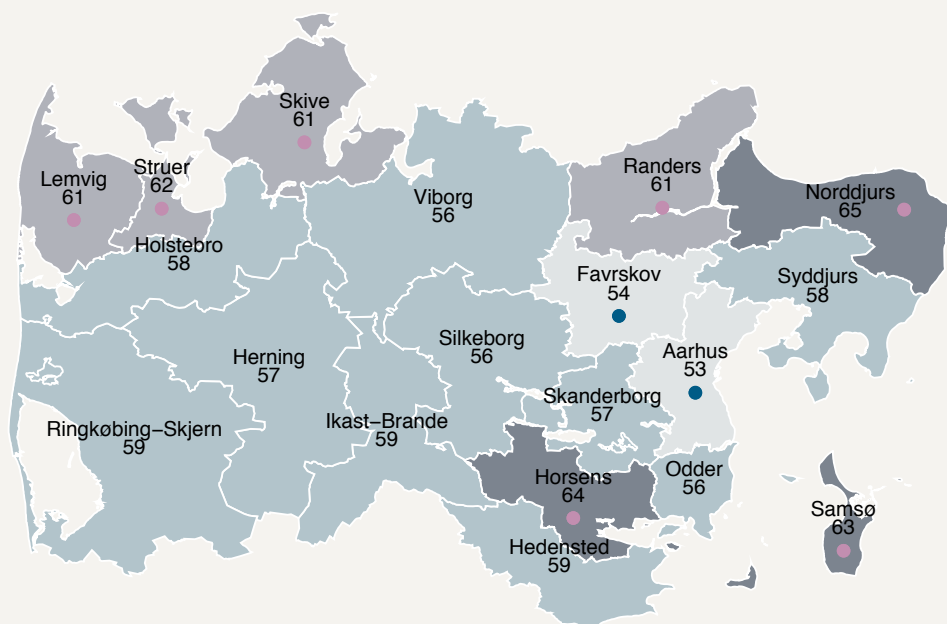 Skive
61
Struer
62
Randers
61
Lemvig
61
Viborg
56
Norddjurs
65
Holstebro
58
Favrskov
54
Syddjurs
58
Silkeborg
56
Aarhus
53
Herning
57
Skanderborg
57
Ikast–Brande
59
Ringkøbing–Skjern
59
Odder
56
Horsens
64
Samsø
63
Hedensted
59